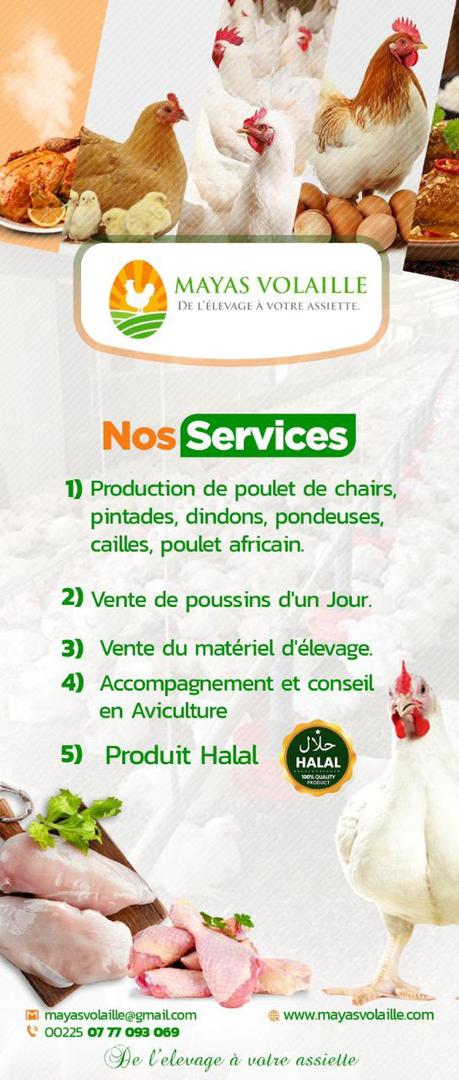 MAYAS VOLAILLE
DE L'ÉLEVAGE À VOTRE ASSIETTE.
Nos Services
1) Production de poulet de chairs,
pintades, dindons, pondeuses,
cailles, poulet africain.
2) Vente de poussins d'un Jour.
3) Vente du matériel d'élevage.
4) Accompagnement et conseil
en Aviculture
5) Produit Halal
حلال
HALAL
100% QUALITY
PRODUCT
mayasvolaille@gmail.com
www.mayasvolaille.com
00225 07 77 093 069
De l'elevage à votre assiette